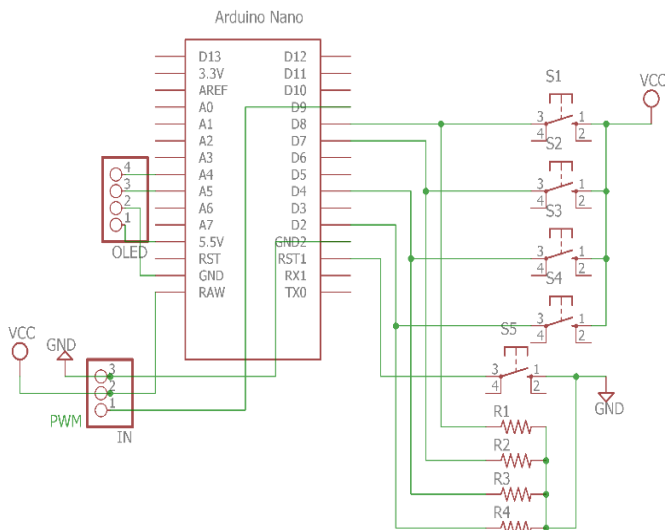 Arduino Nano
D13 D12
3.3V D11
AREF D10
A0 D9
A1 D8
A2 D7
A3 D6
A4 D5
A5 D4
A6 D3
A7 D2
5.5V GND2
RST RST1
GND RX1
RAW TX0
4
3
2
1
OLED
VCC
GND
3
2
1
PWM
IN
S1
VCC
3 1
4 2
S2
3 1
4 2
S3
3 1
4 2
S4
3 1
4 2
S5
3 1
4 2
GND
R1
R2
R3
R4